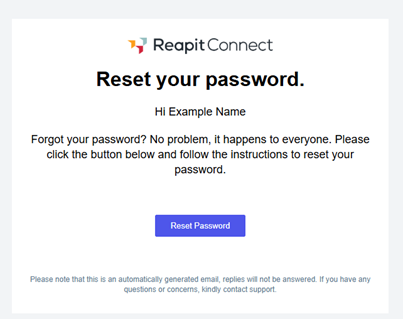 Reapit Connect
Reset your password.
Hi Example Name
Forgot your password? No problem, it happens to everyone. Please
click the button below and follow the instructions to reset your
password.
Reset Password
Please note that this is an automatically generated email, replies will not be answered. If you have any
questions or concerns, kindly contact support.